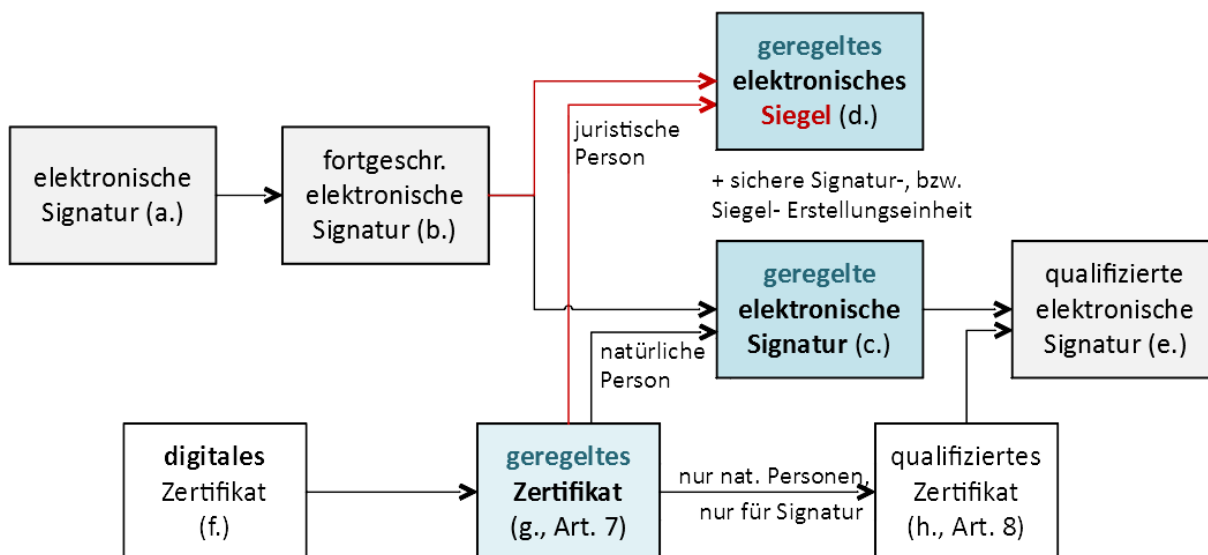 geregeltes
elektronisches
Siegel (d.)
juristische
Person
elektronische
Signatur (a.)
fortgeschr.
elektronische
Signatur (b.)
+ sichere Signatur-, bzw.
Siegel- Erstellungseinheit
geregelte
elektronische
Signatur (c.)
qualifizierte
elektronische
Signatur (e.)
natürliche
Person
digitales
Zertifikat
(f.)
geregeltes
Zertifikat
(g., Art. 7)
nur nat. Personen,
nur für Signatur
qualifiziertes
Zertifikat
(h., Art. 8)